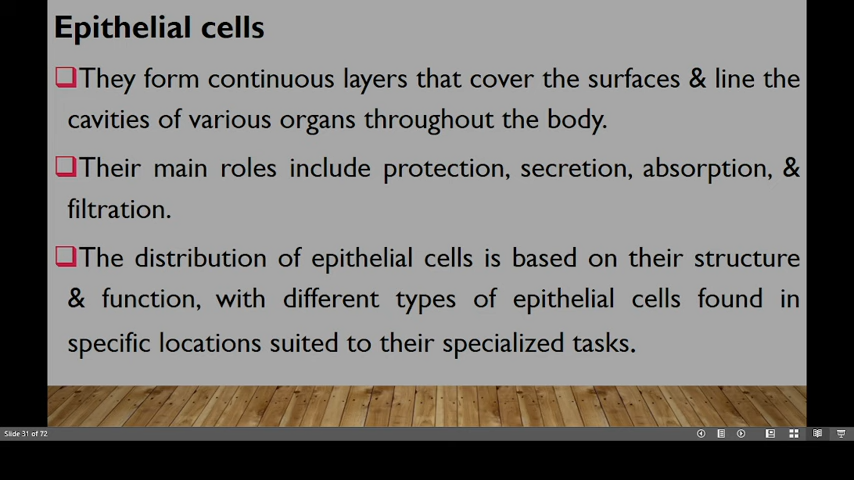 Epithelial cells
They form continuous layers that cover the surfaces & line the
cavities of various organs throughout the body.
Their main roles include protection, secretion, absorption, &
filtration.
The distribution of epithelial cells is based on their structure
& function, with different types of epithelial cells found in
specific locations suited to their specialized tasks.
Slide 31 of 72